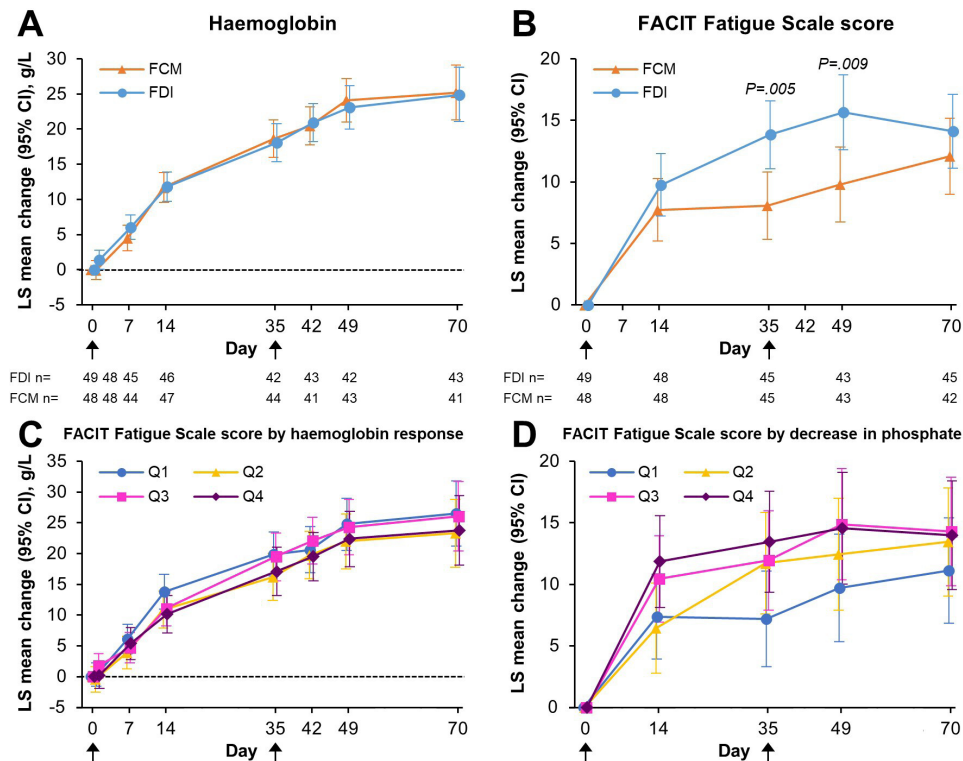 A
Haemoglobin
LS mean change (95% CI), g/L
30
25
20
15
10
5
0
-5
FCM
FDI
0 7 14 35 42 49 70
Day
FDI n= 49 48 45 46 42 43 42 43
FCM n= 48 48 44 47 44 41 43 41
B
FACIT Fatigue Scale score
LS mean change (95% CI)
20
15
10
5
0
FCM
FDI
P=.005
P=.009
0 7 14 35 42 49 70
Day
FDI n= 49 48 45 43 45
FCM n= 48 48 45 43 42
C
FACIT Fatigue Scale score by haemoglobin response
LS mean change (95% CI), g/L
35
30
25
20
15
10
5
0
-5
Q1 Q2
Q3 Q4
0 7 14 35 42 49 70
Day
D
FACIT Fatigue Scale score by decrease in phosphate
LS mean change (95% CI)
20
15
10
5
0
Q1 Q2
Q3 Q4
0 14 35 49 70
Day